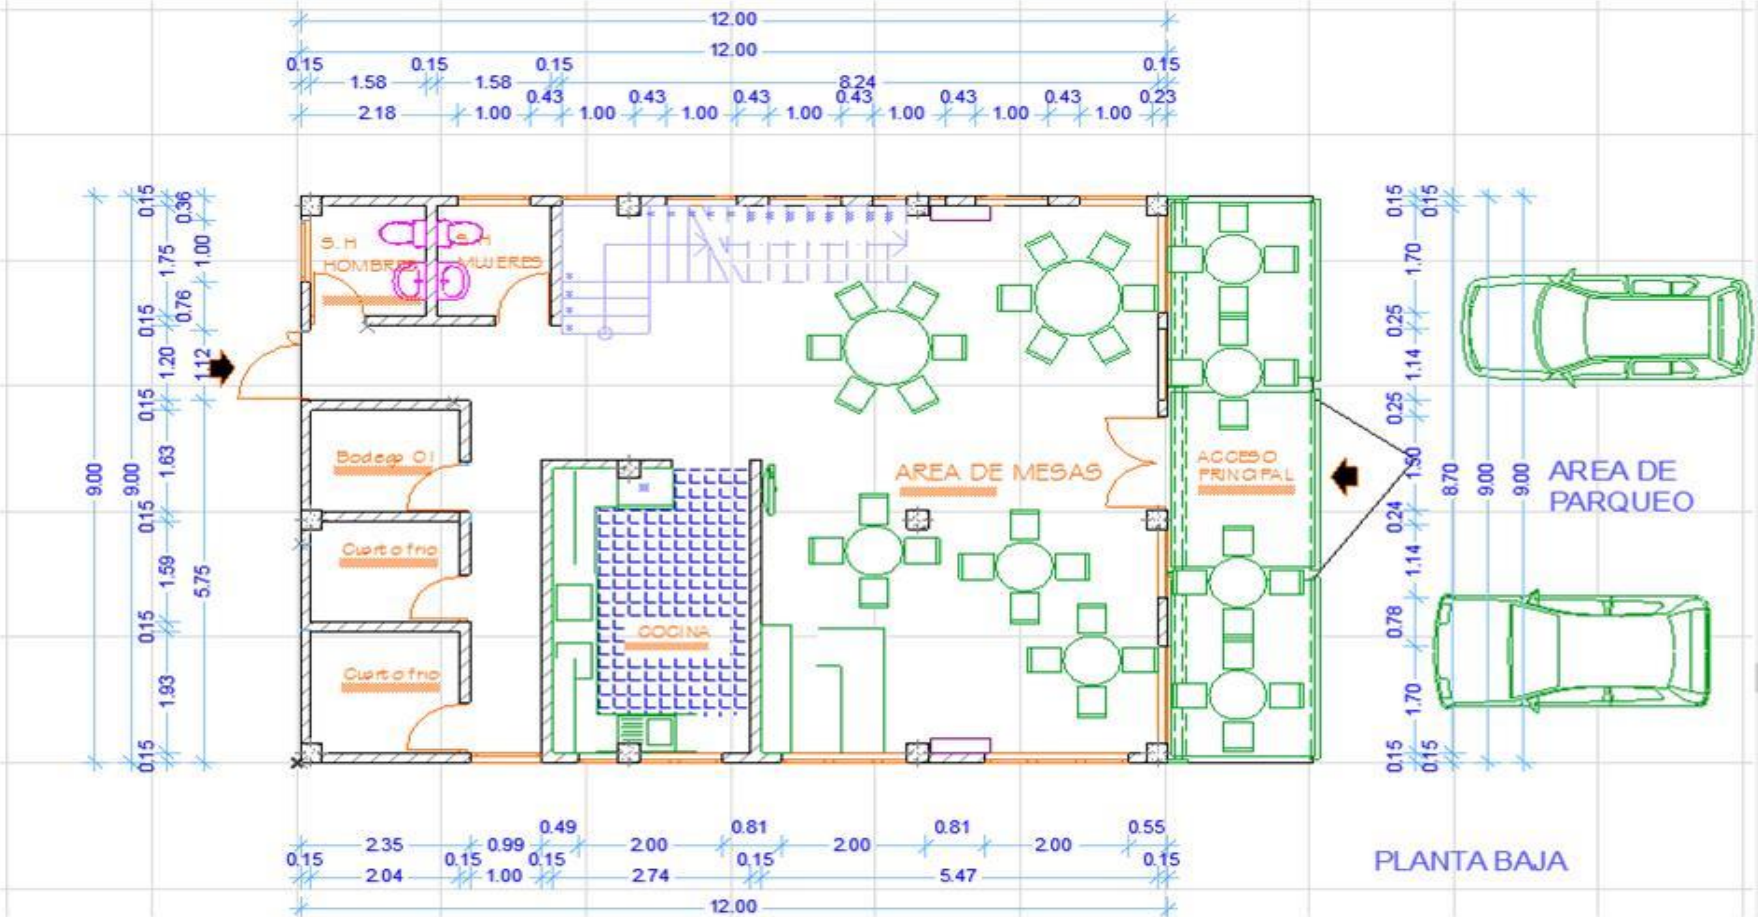 12.00
12.00
0.15 0.15 0.15 0.15
1.58 1.58 8.24
0.43 0.43 0.43 0.43 0.43 0.43 0.23
2.18 1.00 1.00 1.00 1.00 1.00 1.00 1.00
9.00
9.00
0.15
1.75
0.15
1.20
0.15
1.63
0.15
1.59
0.15
1.93
0.15
0.36
1.00
0.76
1.12
5.75
S.H
HOMBRES
S.H
MUJERES
Bodega 01
Cuarto frio
Cuarto frio
COCINA
AREA DE MESAS
ACCESO
PRINCIPAL
0.15
1.70
0.25
1.14
0.25
1.50
0.24
1.14
0.78
1.70
0.15
0.15
8.70
0.15
9.00
9.00
AREA DE
PARQUEO
0.49 0.81 0.81 0.55
2.35 0.99 2.00 2.00 2.00
0.15 0.15 0.15 0.15 0.15
2.04 1.00 2.74 5.47
12.00
PLANTA BAJA